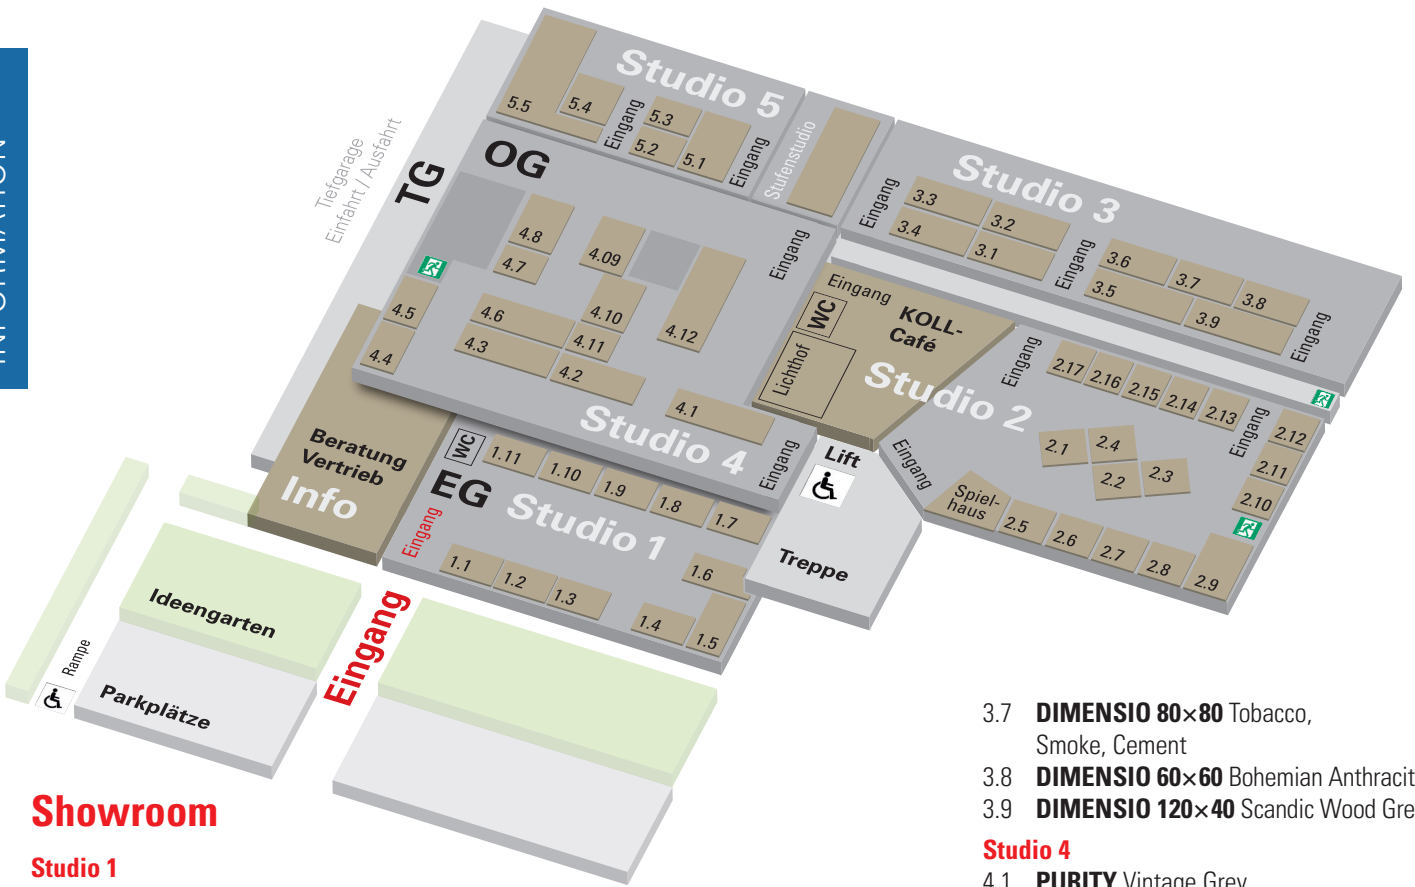 INFORMATION
Tiefgarage
Einfahrt / Ausfahrt
TG
OG
Studio 5
5.5
5.4
Eingang
5.3
5.2
5.1
Eingang
Stufenstudio
Studio 3
Eingang
3.3
3.4
3.2
3.1
Eingang
3.6
3.5
3.7
3.8
3.9
Eingang
4.8
4.7
4.09
4.10
4.11
4.12
Eingang
4.5
4.4
4.6
4.3
4.2
4.1
Studio 4
Eingang
Eingang
WC
KOLL-
Café
Lichthof
Studio 2
Eingang
2.17
2.16
2.15
2.14
2.13
Eingang
2.12
2.11
2.10
2.1
2.4
2.2
2.3
Eingang
Spiel-
haus
2.5
2.6
2.7
2.8
2.9
Lift
Treppe
Beratung
Vertrieb
Info
WC
EG
Studio 1
Eingang
1.11
1.10
1.9
1.8
1.7
1.6
1.1
1.2
1.3
1.4
1.5
Eingang
Ideengarten
Parkplätze
Rampe
Showroom
Studio 1
3.7 DIMENSIO 80×80 Tobacco,
Smoke, Cement
3.8 DIMENSIO 60×60 Bohemian Anthracit
3.9 DIMENSIO 120×40 Scandic Wood Gre
Studio 4
4.1 PURITY Vintage Grey